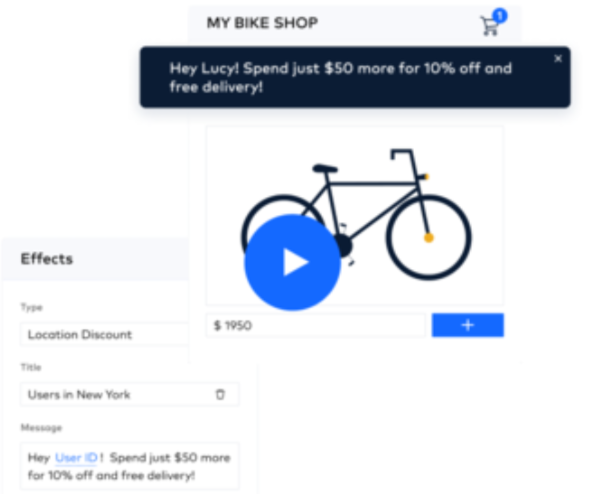 MY BIKE SHOP
1
Hey Lucy! Spend just $50 more for 10% off and
free delivery!
$ 1950
Effects
Type
Location Discount
Title
Users in New York
Message
Hey User ID! Spend just $50 more
for 10% off and free delivery!